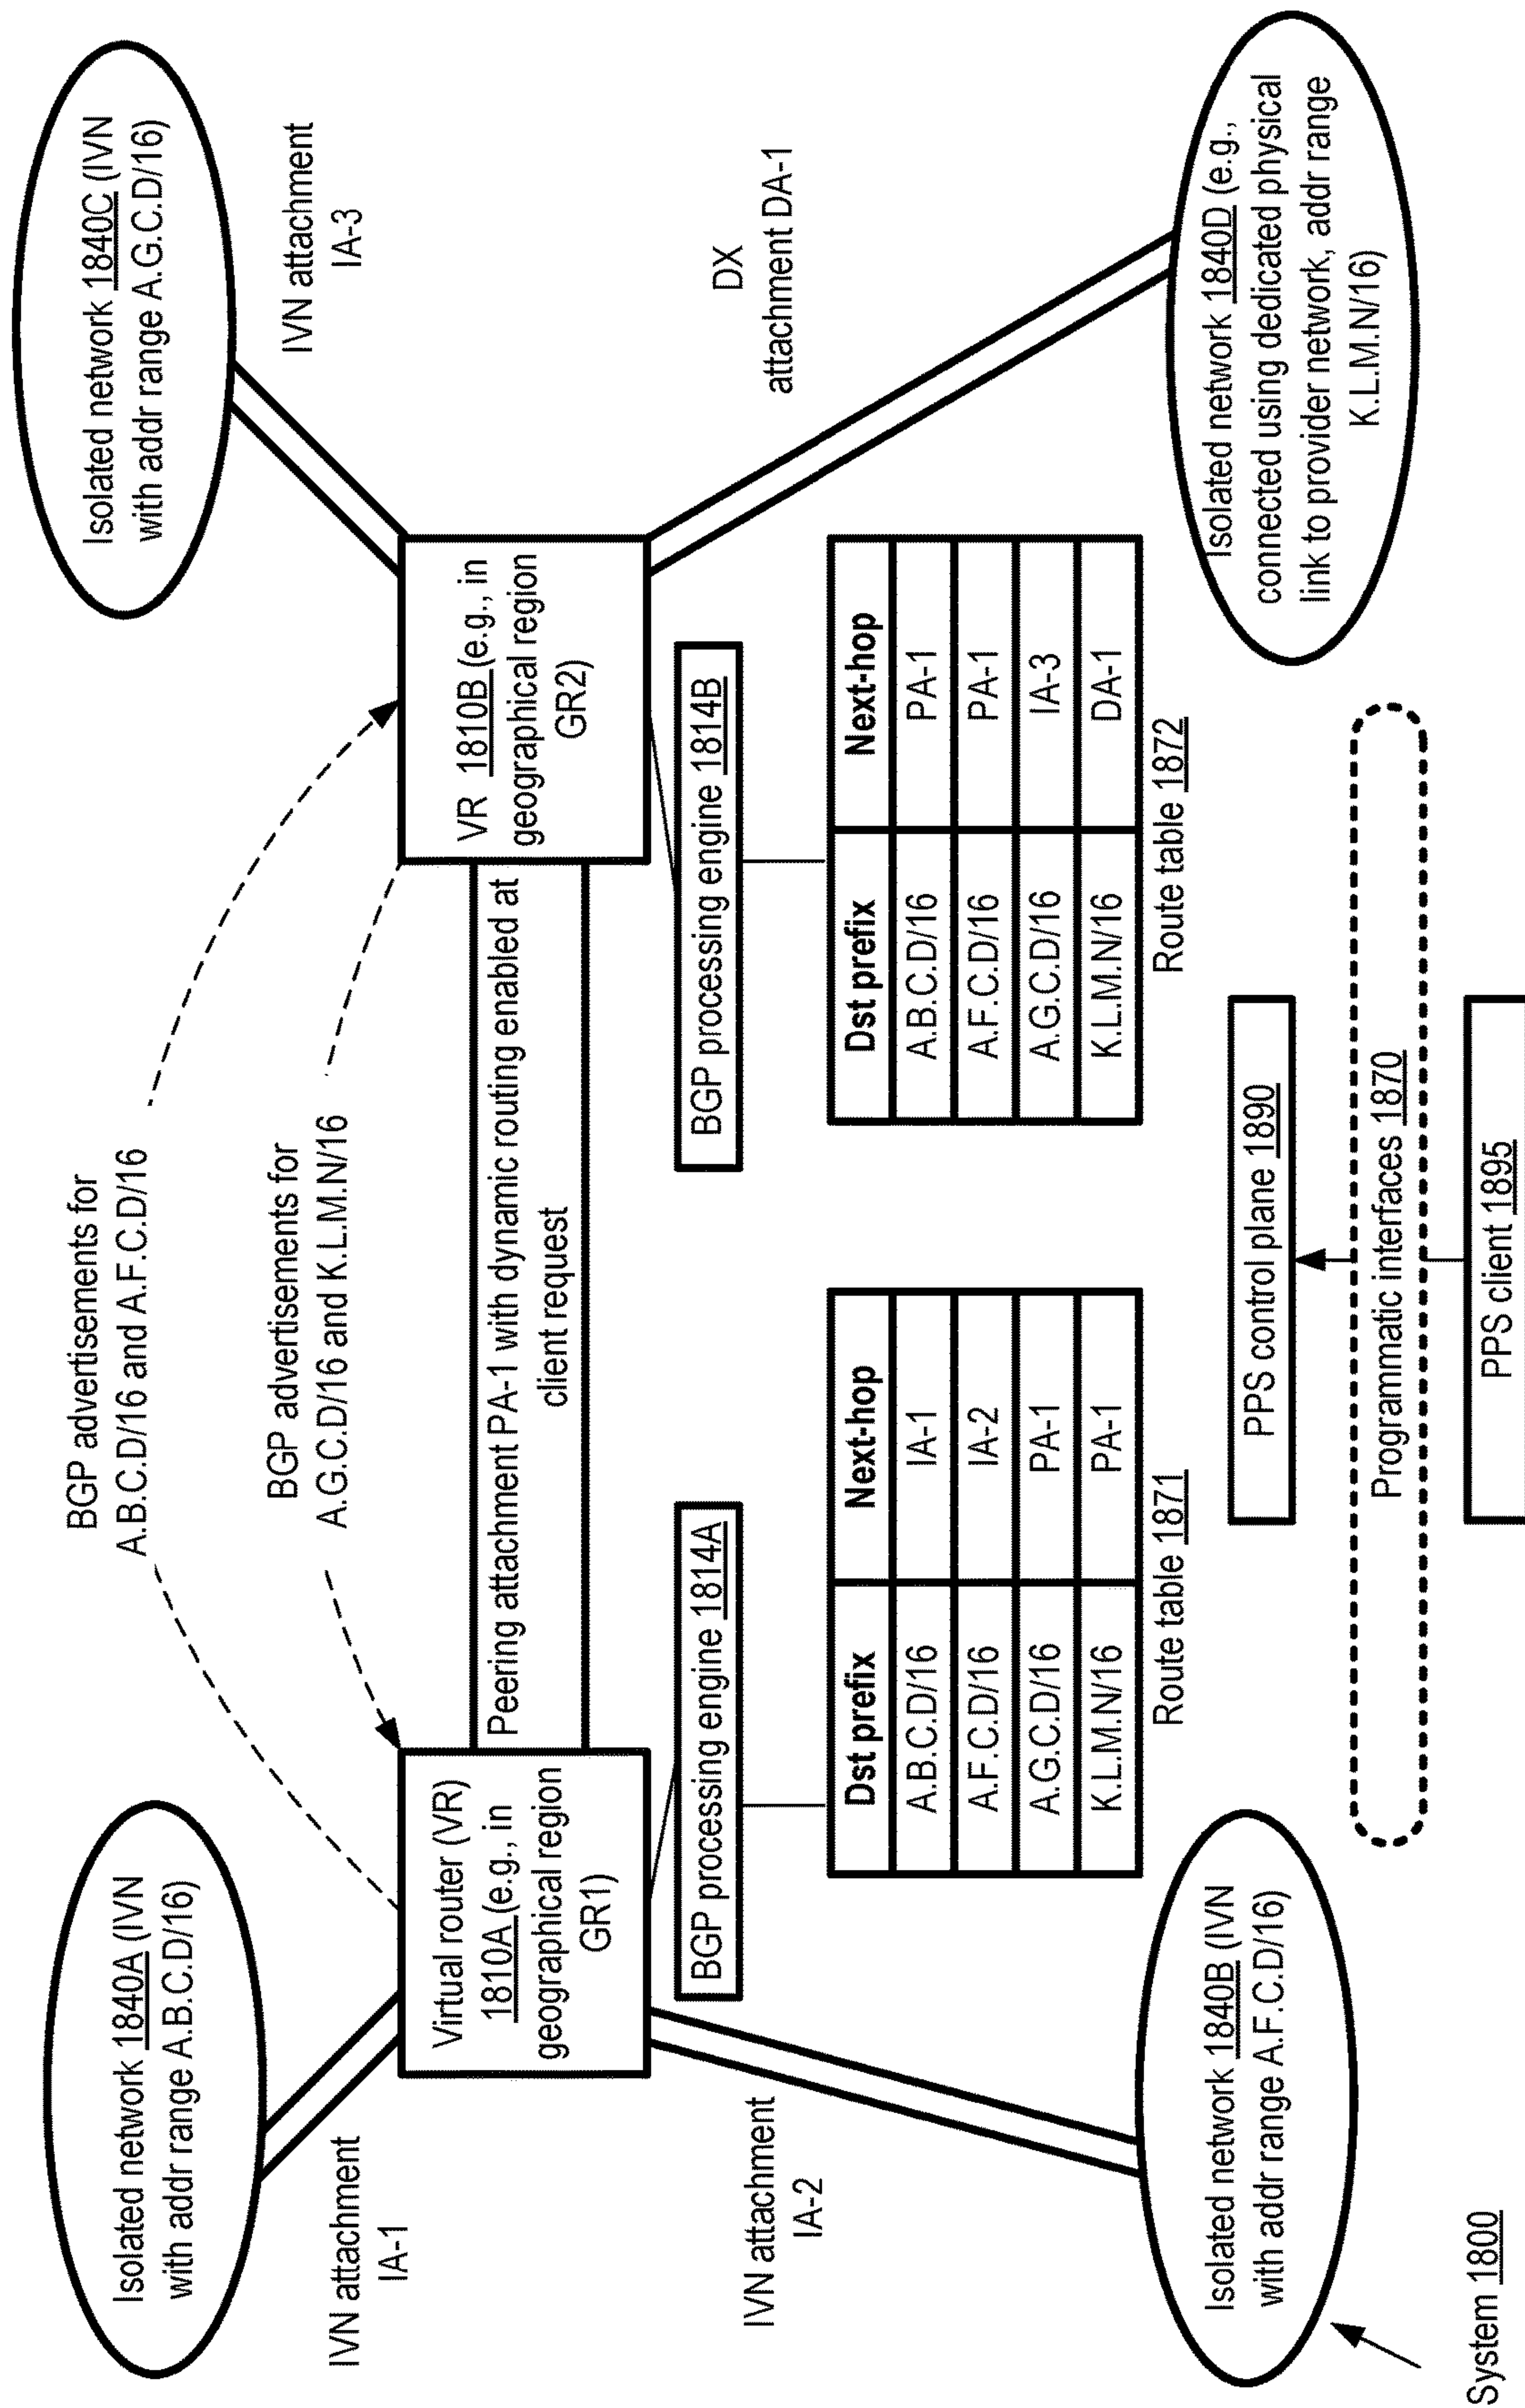 BGP advertisements for
A.B.C.D/16 and A.F.C.D/16
Isolated network 1840A (IVN
with addr range A.B.C.D/16)
Isolated network 1840C (IVN
with addr range A.G.C.D/16)
BGP advertisements for
A.G.C.D/16 and K.L.M.N/16
IVN attachment
IA-1
IVN attachment
IA-3
Virtual router (VR)
1810A (e.g., in
geographical region
GR1)
Peering attachment PA-1 with dynamic routing enabled at
client request
VR 1810B (e.g., in
geographical region
GR2)
BGP processing engine 1814A
BGP processing engine 1814B
IVN attachment
IA-2
DX
attachment DA-1
Dst prefix Next-hop
A.B.C.D/16 IA-1
A.F.C.D/16 IA-2
A.G.C.D/16 PA-1
K.L.M.N/16 PA-1
Route table 1871
Dst prefix Next-hop
A.B.C.D/16 PA-1
A.F.C.D/16 PA-1
A.G.C.D/16 IA-3
K.L.M.N/16 DA-1
Route table 1872
Isolated network 1840B (IVN
with addr range A.F.C.D/16)
Isolated network 1840D (e.g.,
connected using dedicated physical
link to provider network, addr range
K.L.M.N/16)
PPS control plane 1890
Programmatic interfaces 1870
PPS client 1895
System 1800